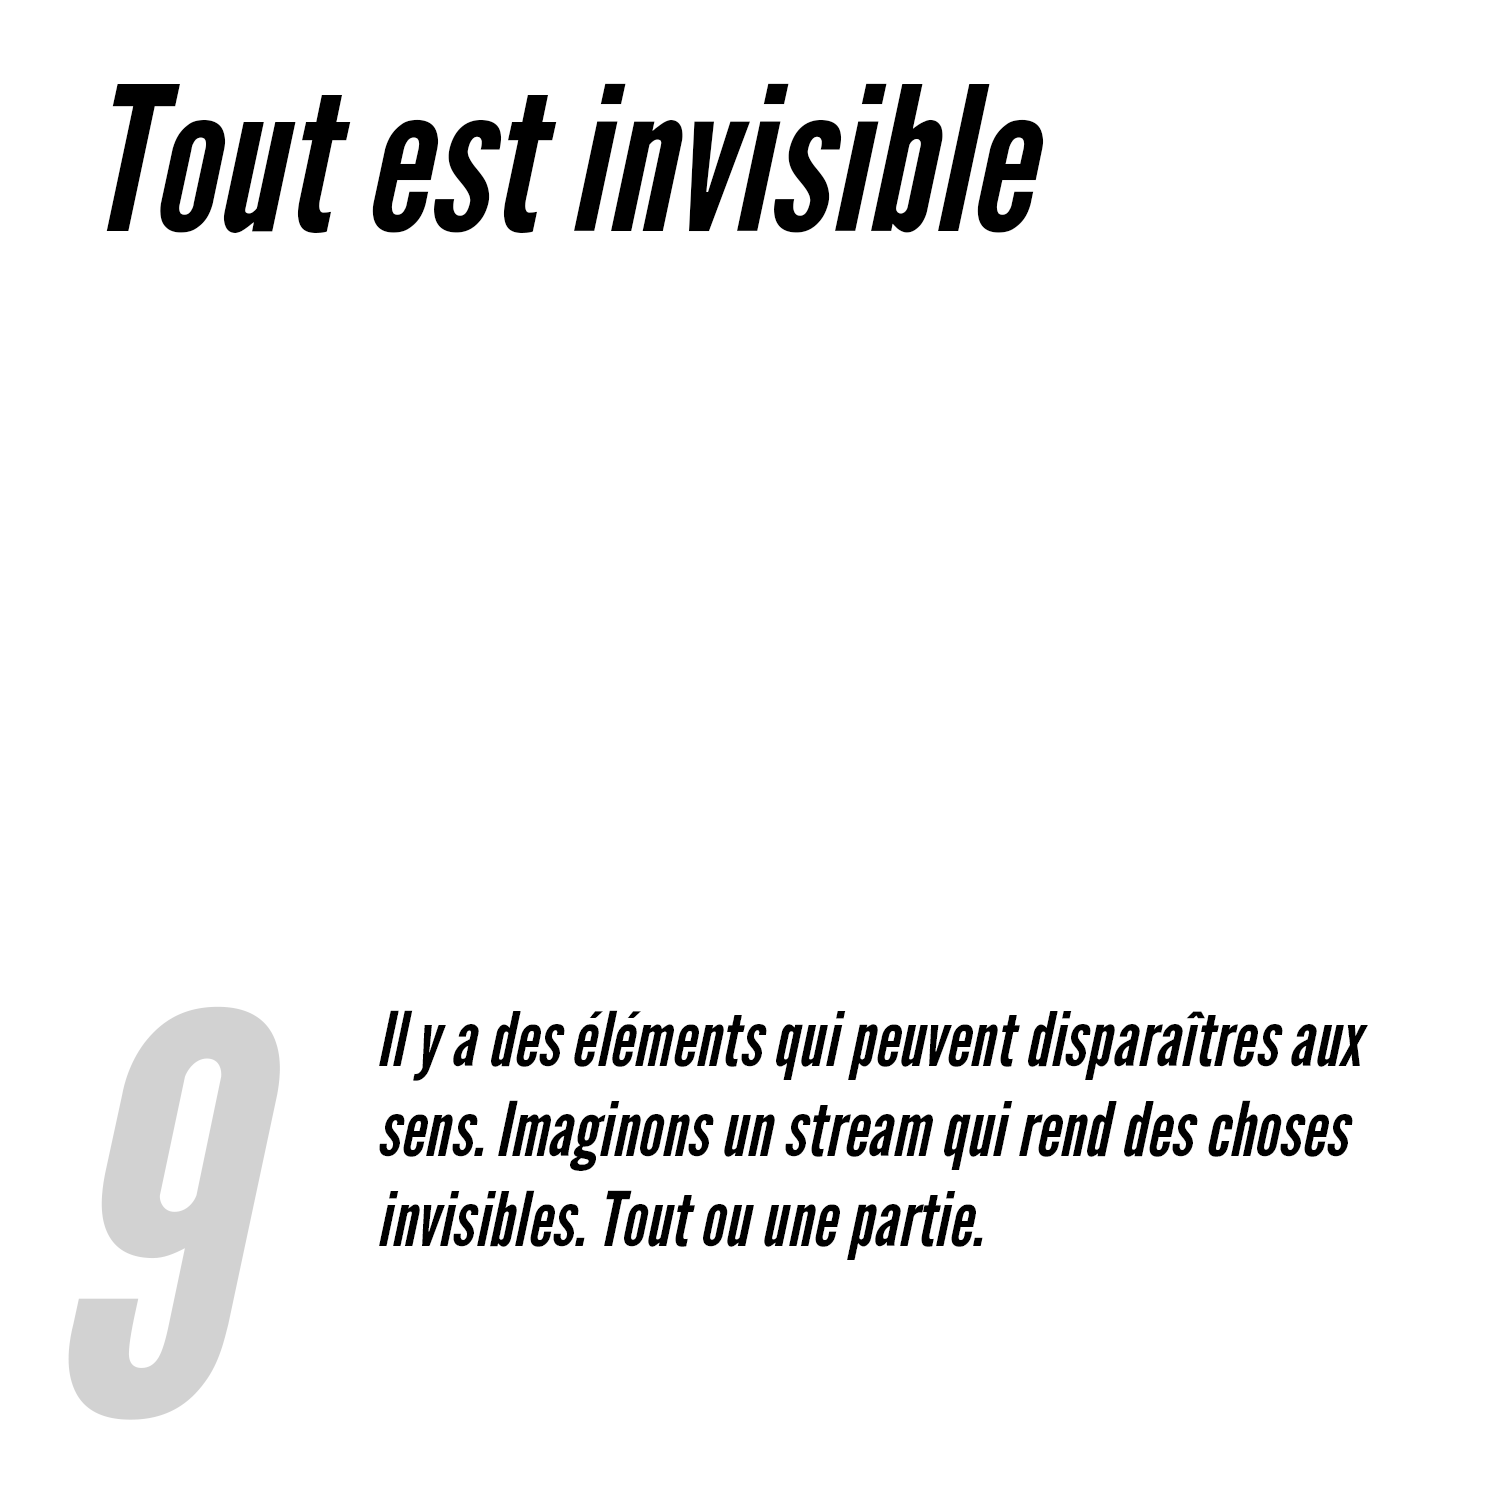 Tout est invisible
9
Il y a des éléments qui peuvent disparaîtres aux
sens. Imaginons un stream qui rend des choses
invisibles. Tout ou une partie.